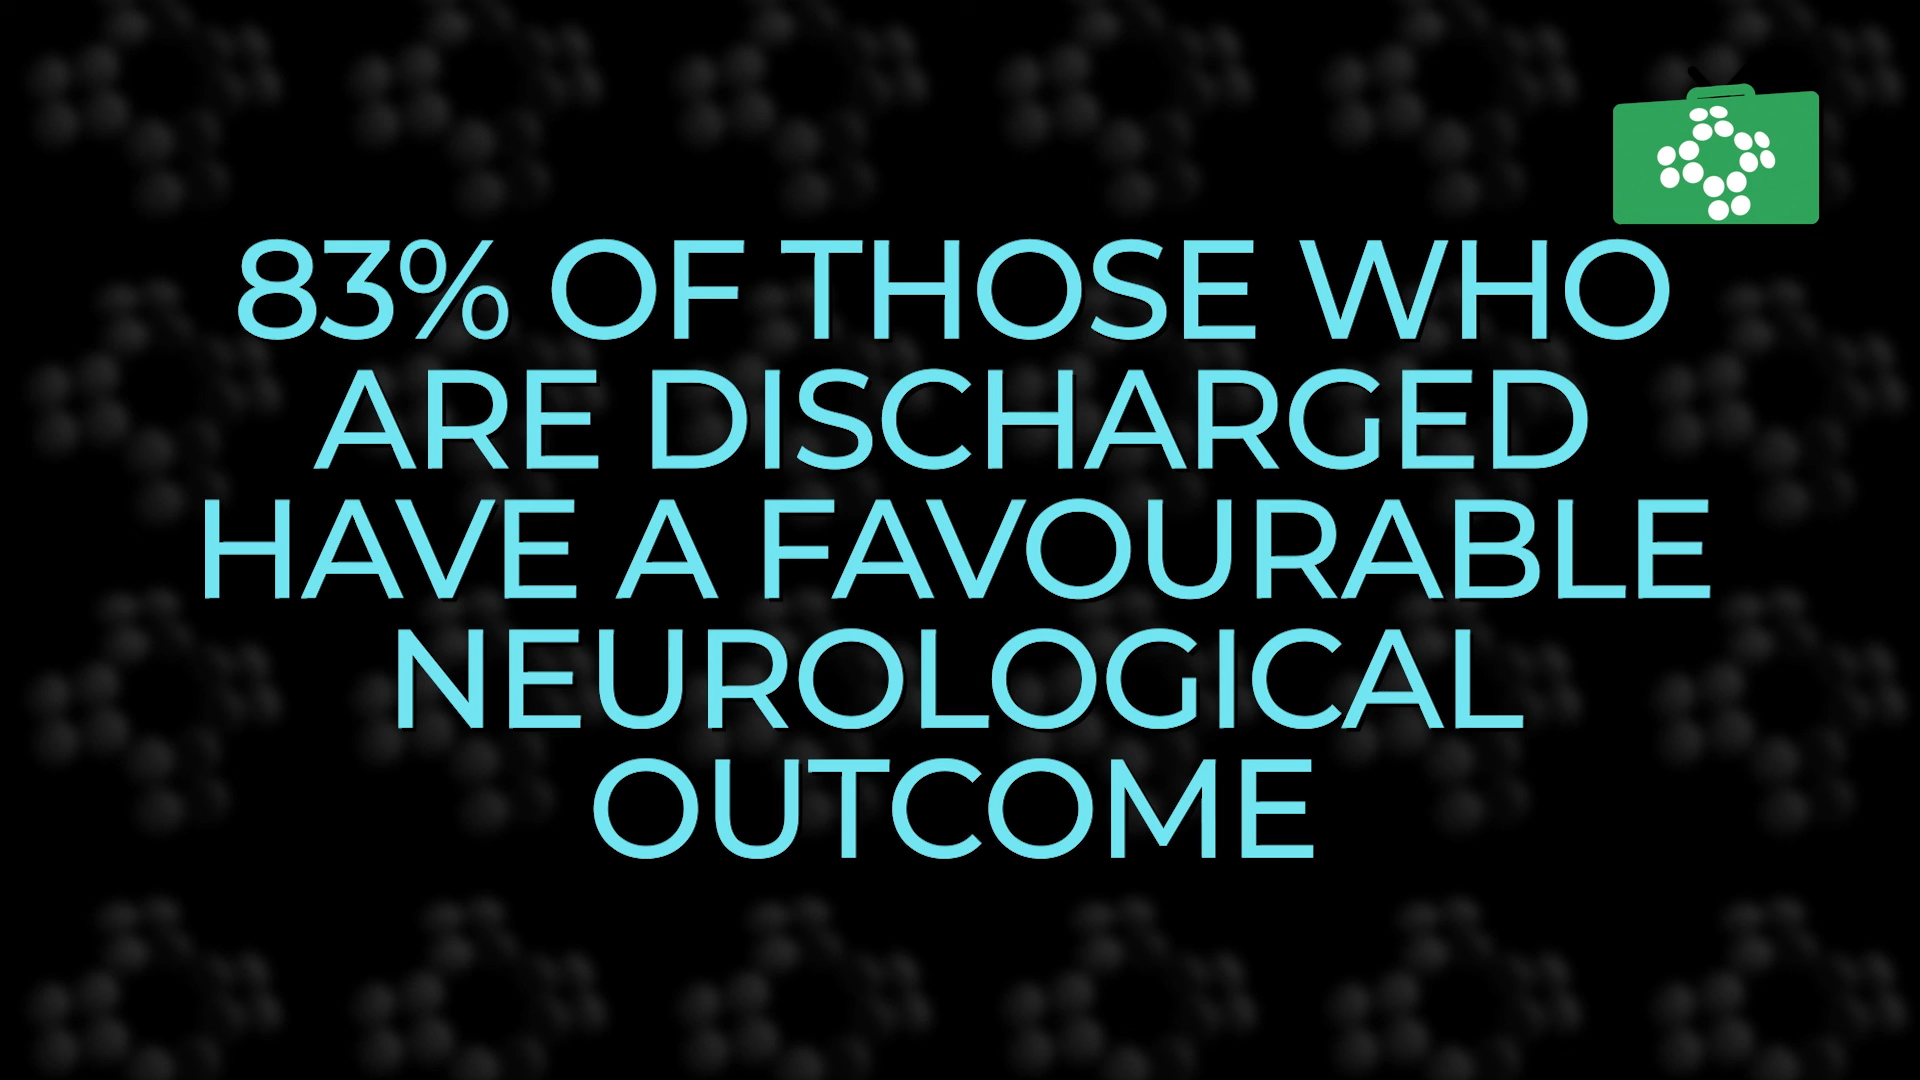 83% OF THOSE WHO
ARE DISCHARGED
HAVE A FAVOURABLE
NEUROLOGICAL
OUTCOME